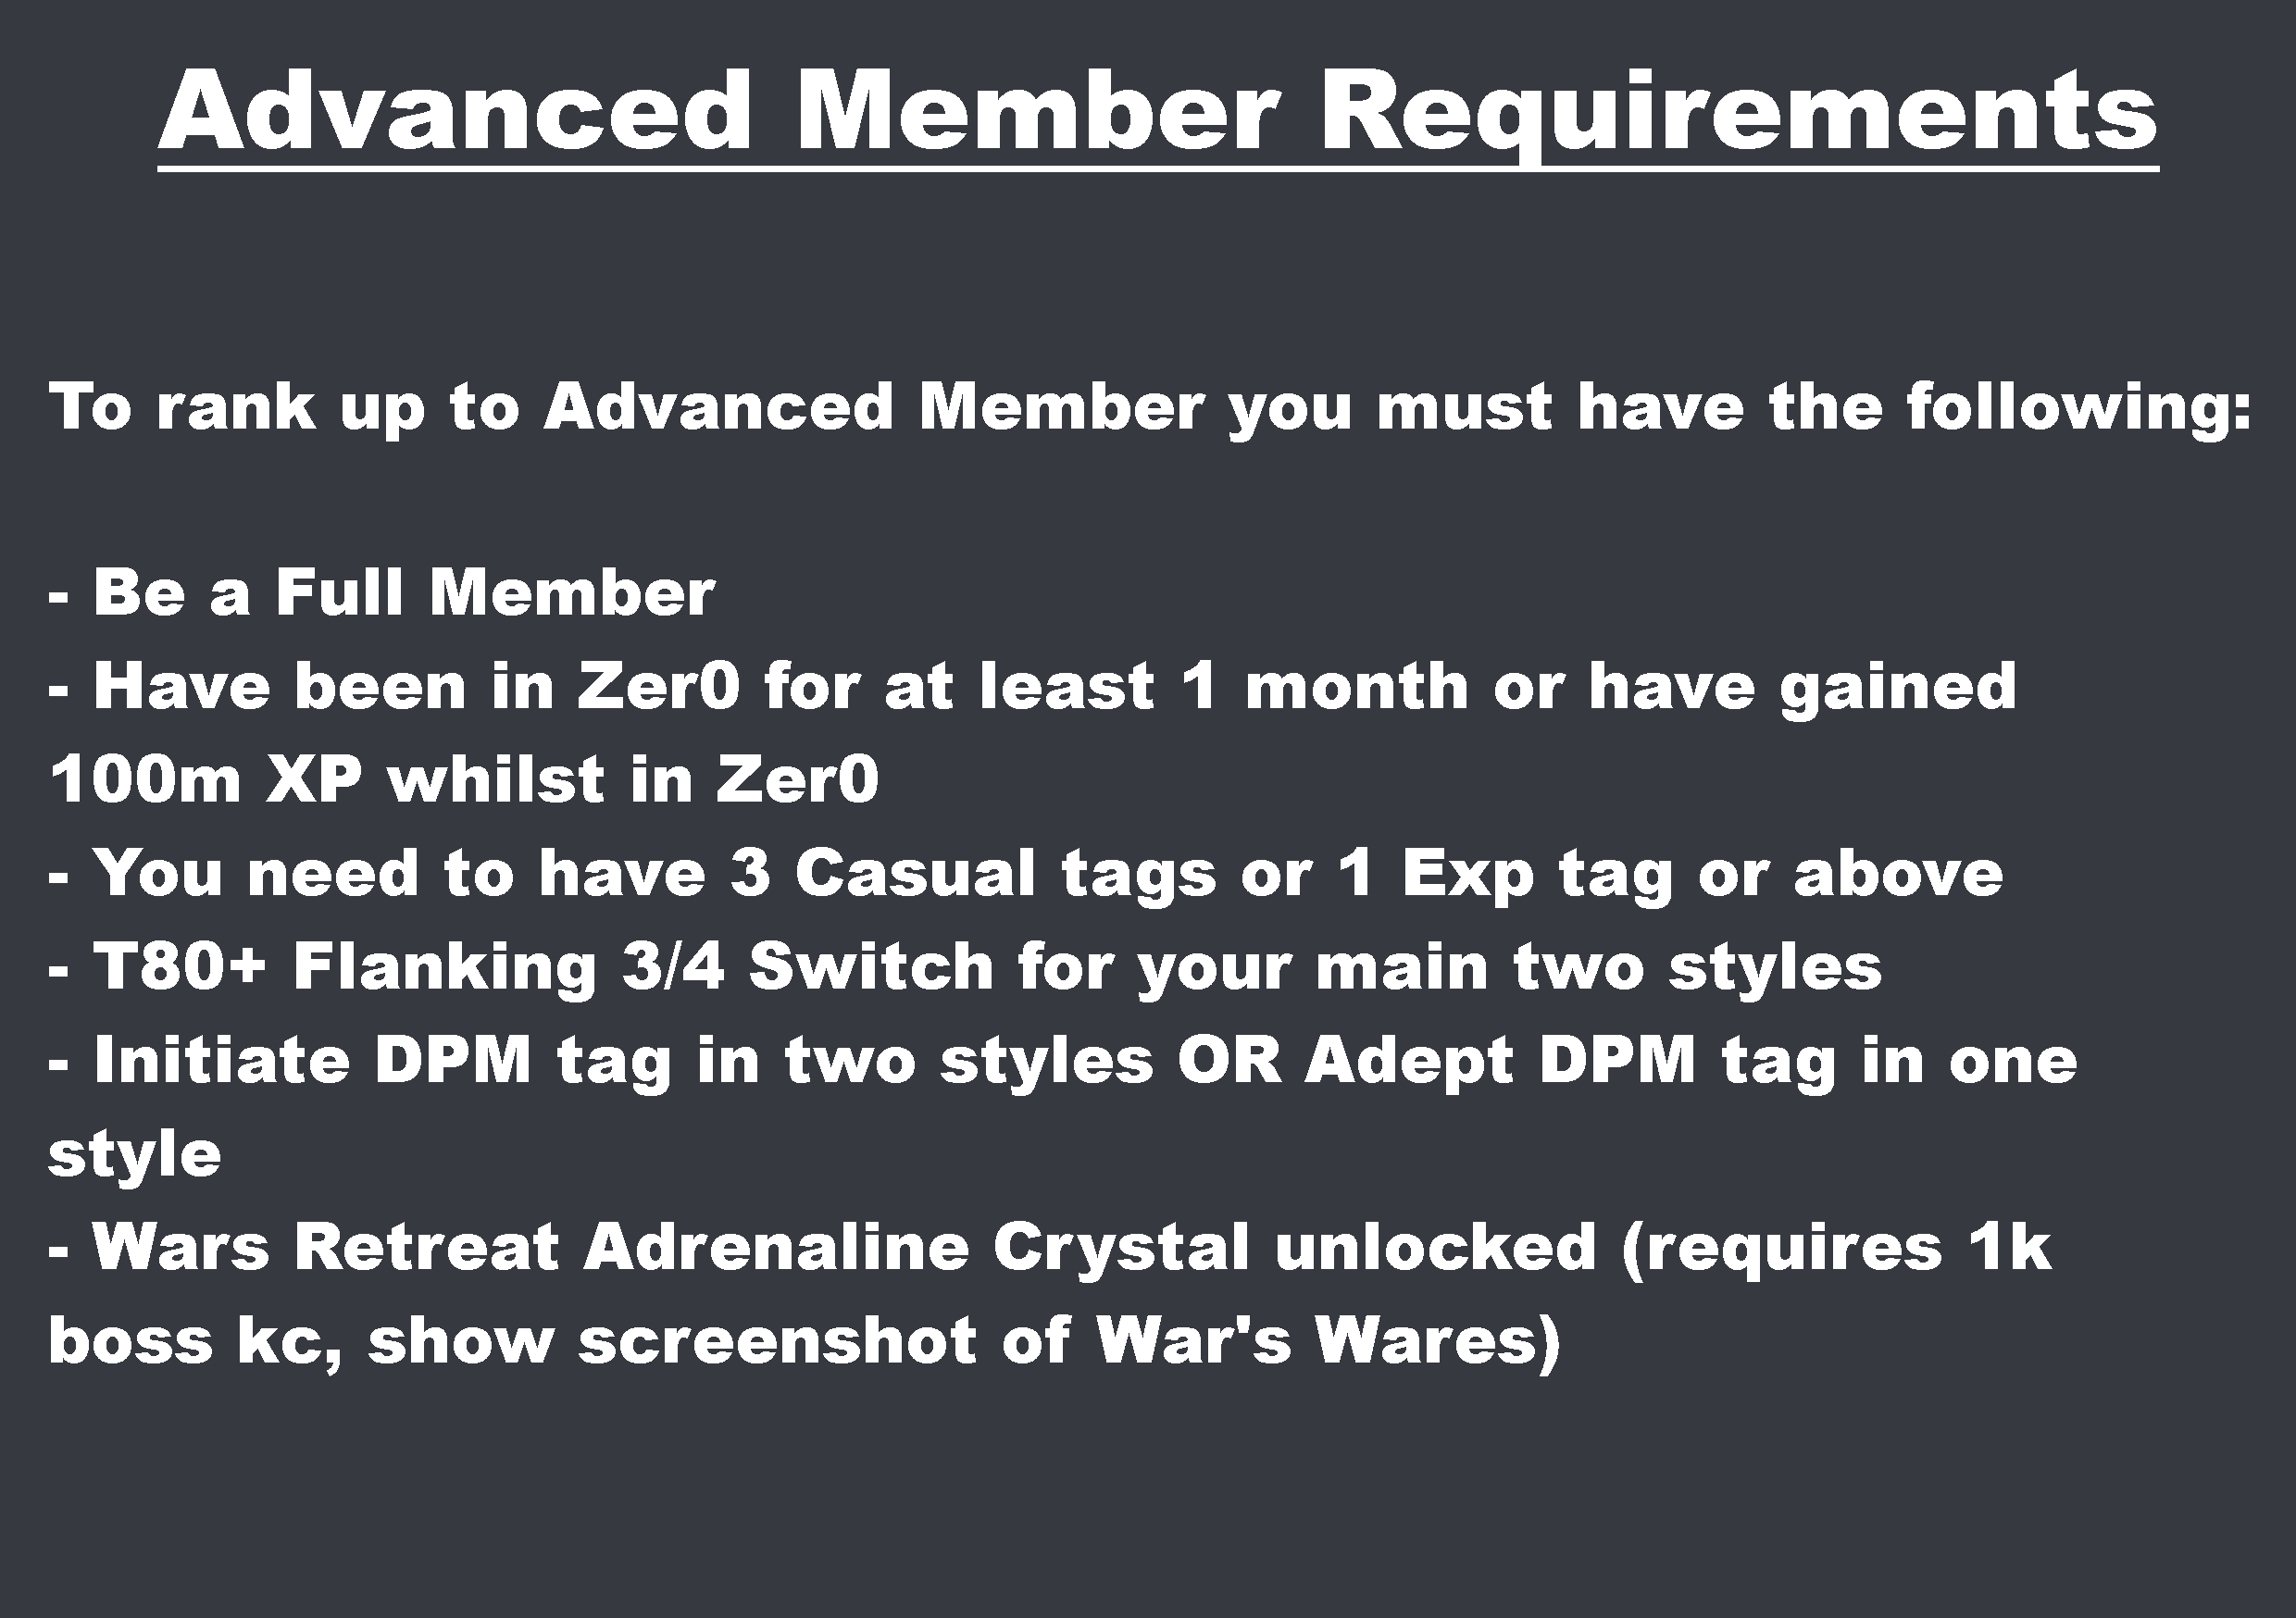 Advanced Member Requirements
To rank up to Advanced Member you must have the following:
- Be a Full Member
- Have been in Zer0 for at least 1 month or have gained
100m XP whilst in Zer0
- You need to have 3 Casual tags or 1 Exp tag or above
- T80+ Flanking 3/4 Switch for your main two styles
- Initiate DPM tag in two styles OR Adept DPM tag in one
style
- Wars Retreat Adrenaline Crystal unlocked (requires 1k
boss kc, show screenshot of War's Wares)